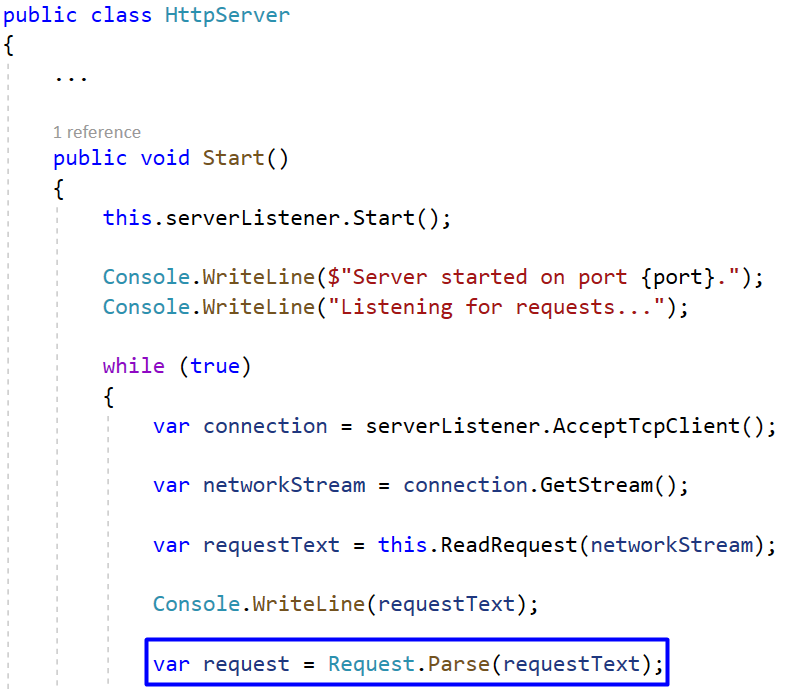 public class HttpServer
{
...
1 reference
public void Start()
{
this.serverListener.Start();
Console.WriteLine($"Server started on port {port}.");
Console.WriteLine("Listening for requests...");
while (true)
{
var connection = serverListener.AcceptTcpClient();
var networkStream = connection.GetStream();
var requestText = this.ReadRequest(networkStream);
Console.WriteLine(requestText);
var request = Request.Parse(requestText);